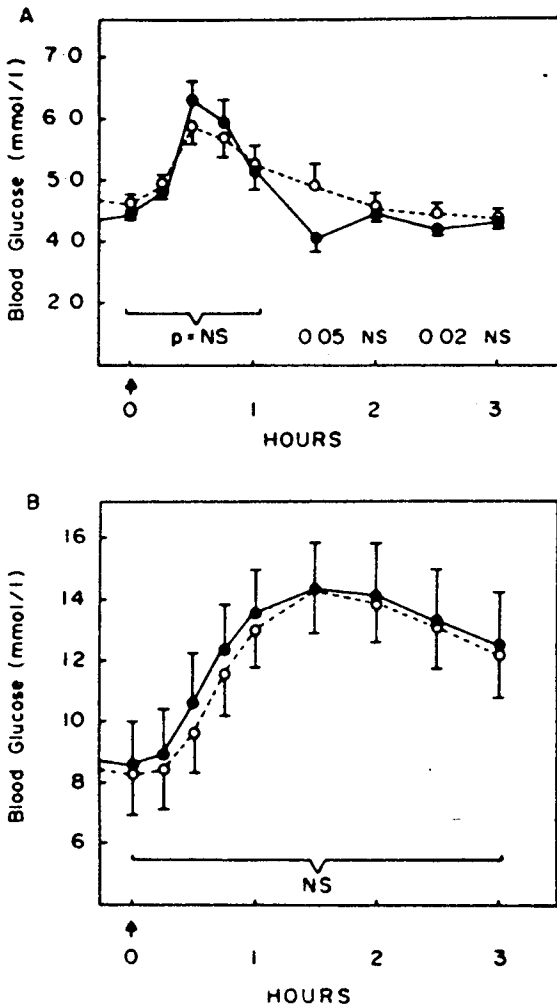 A
Blood Glucose (mmol/l)
7 0
6 0
5 0
4 0
2 0
p = NS
0 05 NS 0 02 NS
0 1 2 3
HOURS
B
Blood Glucose (mmol/l)
16
14
12
10
8
6
NS
0 1 2 3
HOURS